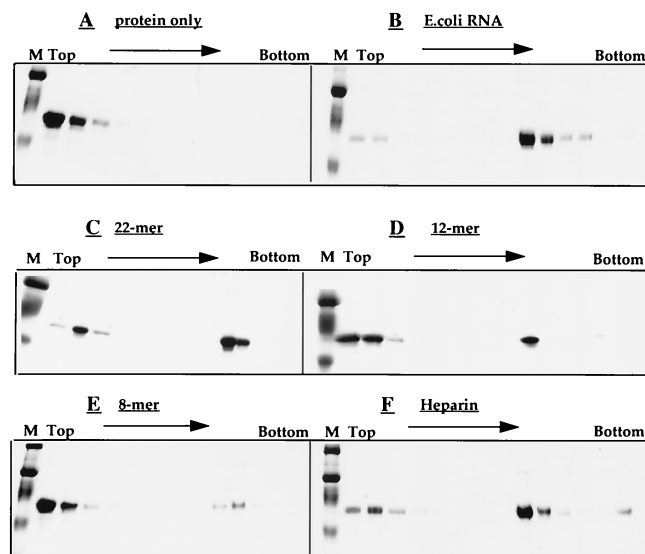 A protein only
M Top Bottom
B E.coli RNA
M Top Bottom
C 22-mer
M Top Bottom
D 12-mer
M Top Bottom
E 8-mer
M Top Bottom
F Heparin
M Top Bottom